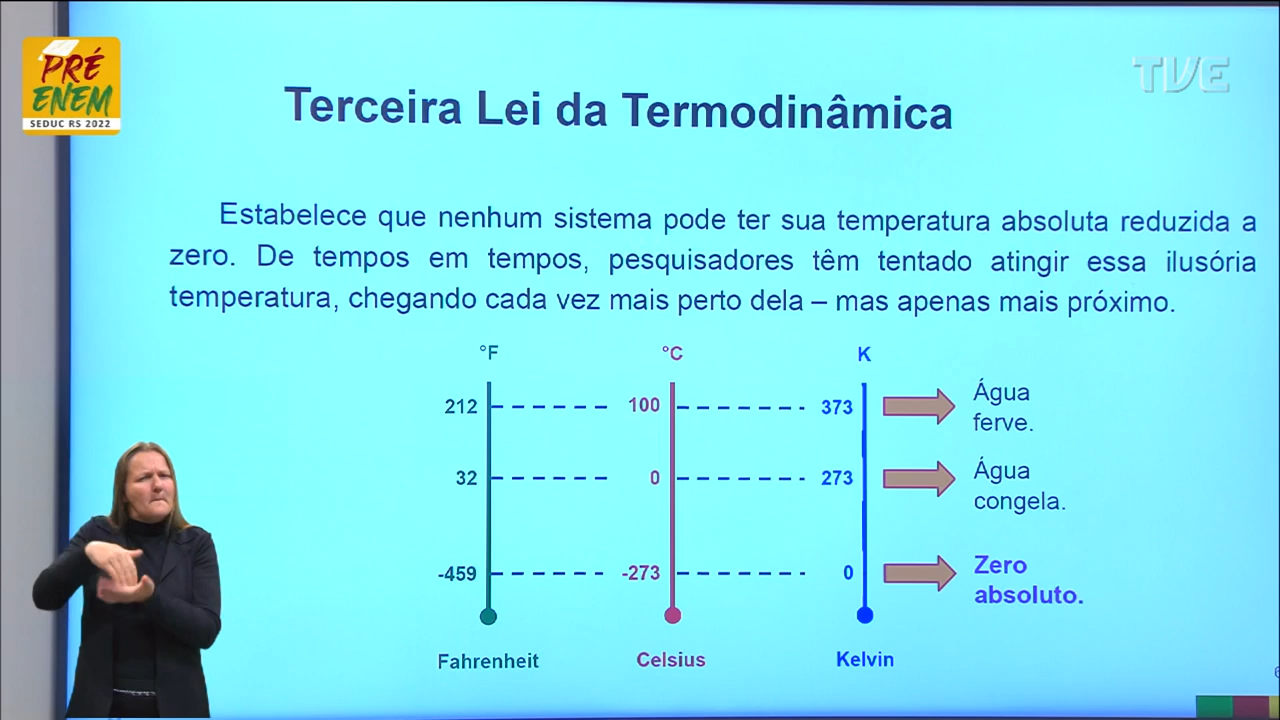 PRÉ
ENEM
SEDUC RS 2022
TVE
Terceira Lei da Termodinâmica
Estabelece que nenhum sistema pode ter sua temperatura absoluta reduzida a
zero. De tempos em tempos, pesquisadores têm tentado atingir essa ilusória
temperatura, chegando cada vez mais perto dela – mas apenas mais próximo.
°F °C K
212 100 373 Água
ferve.
32 0 273 Água
congela.
-459 -273 0 Zero
absoluto.
Fahrenheit Celsius Kelvin